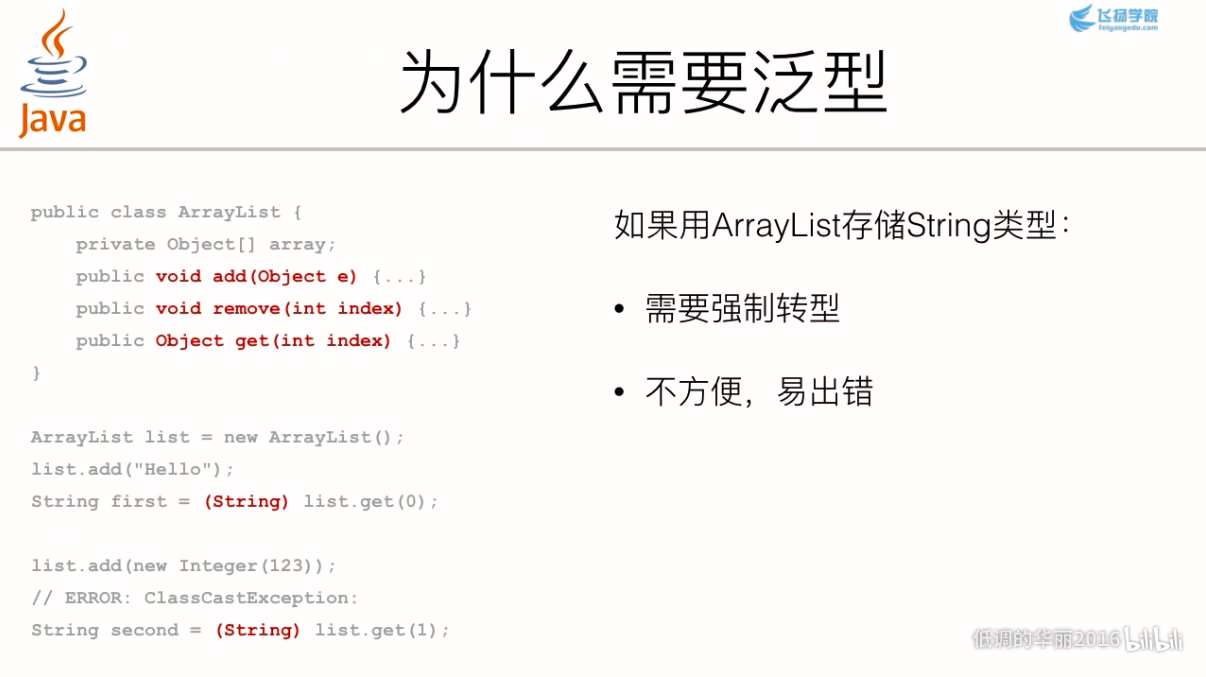 Java
飞扬学院
feiyangedu.com
为什么需要泛型
public class ArrayList {
    private Object[] array;
    public void add(Object e) {...}
    public void remove(int index) {...}
    public Object get(int index) {...}
}
ArrayList list = new ArrayList();
list.add("Hello");
String first = (String) list.get(0);
list.add(new Integer(123));
// ERROR: ClassCastException:
String second = (String) list.get(1);
如果用ArrayList存储String类型：
• 需要强制转型
• 不方便，易出错
低调的华丽2016 bilibili